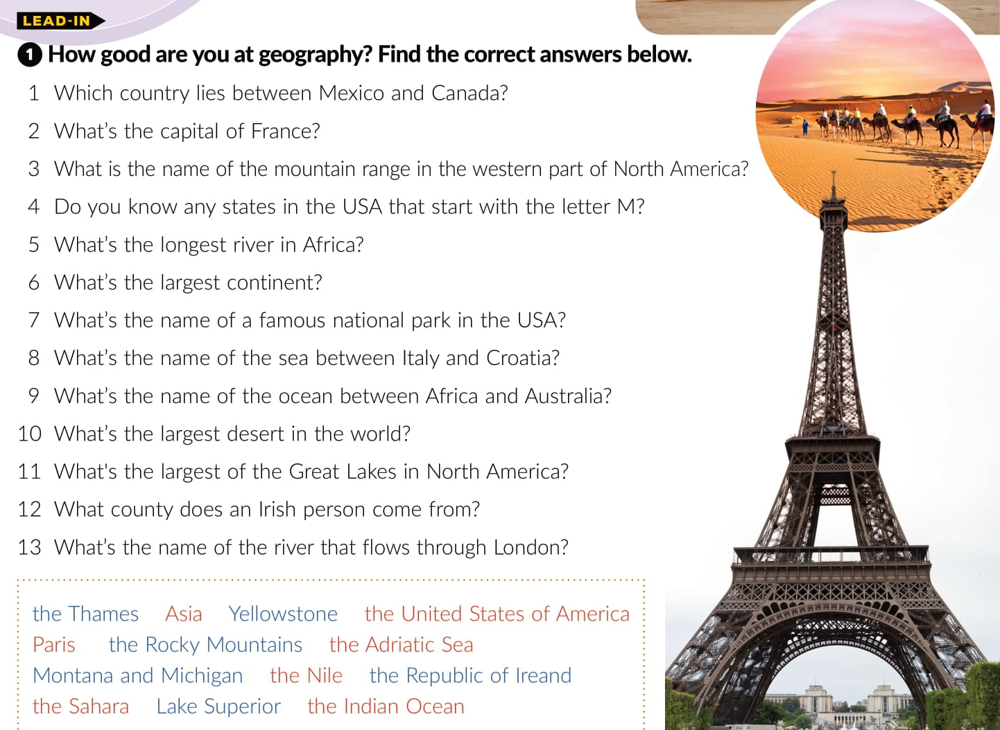 LEAD-IN
1 How good are you at geography? Find the correct answers below.
1 Which country lies between Mexico and Canada?
2 What's the capital of France?
3 What is the name of the mountain range in the western part of North America?
4 Do you know any states in the USA that start with the letter M?
5 What's the longest river in Africa?
6 What's the largest continent?
7 What's the name of a famous national park in the USA?
8 What's the name of the sea between Italy and Croatia?
9 What's the name of the ocean between Africa and Australia?
10 What's the largest desert in the world?
11 What's the largest of the Great Lakes in North America?
12 What county does an Irish person come from?
13 What's the name of the river that flows through London?
the Thames Asia Yellowstone the United States of America
Paris the Rocky Mountains the Adriatic Sea
Montana and Michigan the Nile the Republic of Ireand
the Sahara Lake Superior the Indian Ocean